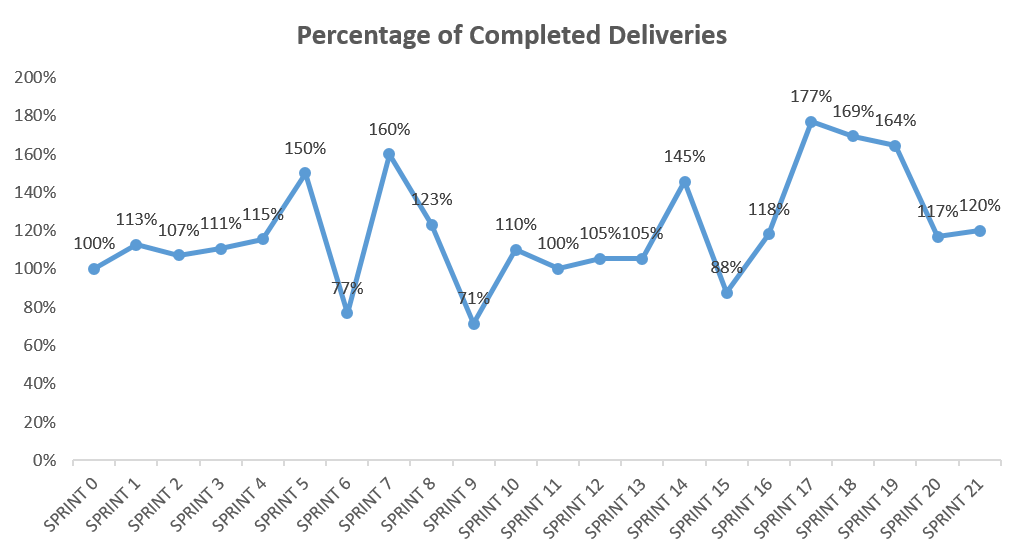 Percentage of Completed Deliveries
200%
180%
160%
140%
120%
100%
80%
60%
40%
20%
0%
100%
113%
107%
111%
115%
150%
77%
160%
123%
71%
110%
100%
105%
105%
145%
88%
118%
177%
169%
164%
117%
120%
SPRINT 0
SPRINT 1
SPRINT 2
SPRINT 3
SPRINT 4
SPRINT 5
SPRINT 6
SPRINT 7
SPRINT 8
SPRINT 9
SPRINT 10
SPRINT 11
SPRINT 12
SPRINT 13
SPRINT 14
SPRINT 15
SPRINT 16
SPRINT 17
SPRINT 18
SPRINT 19
SPRINT 20
SPRINT 21